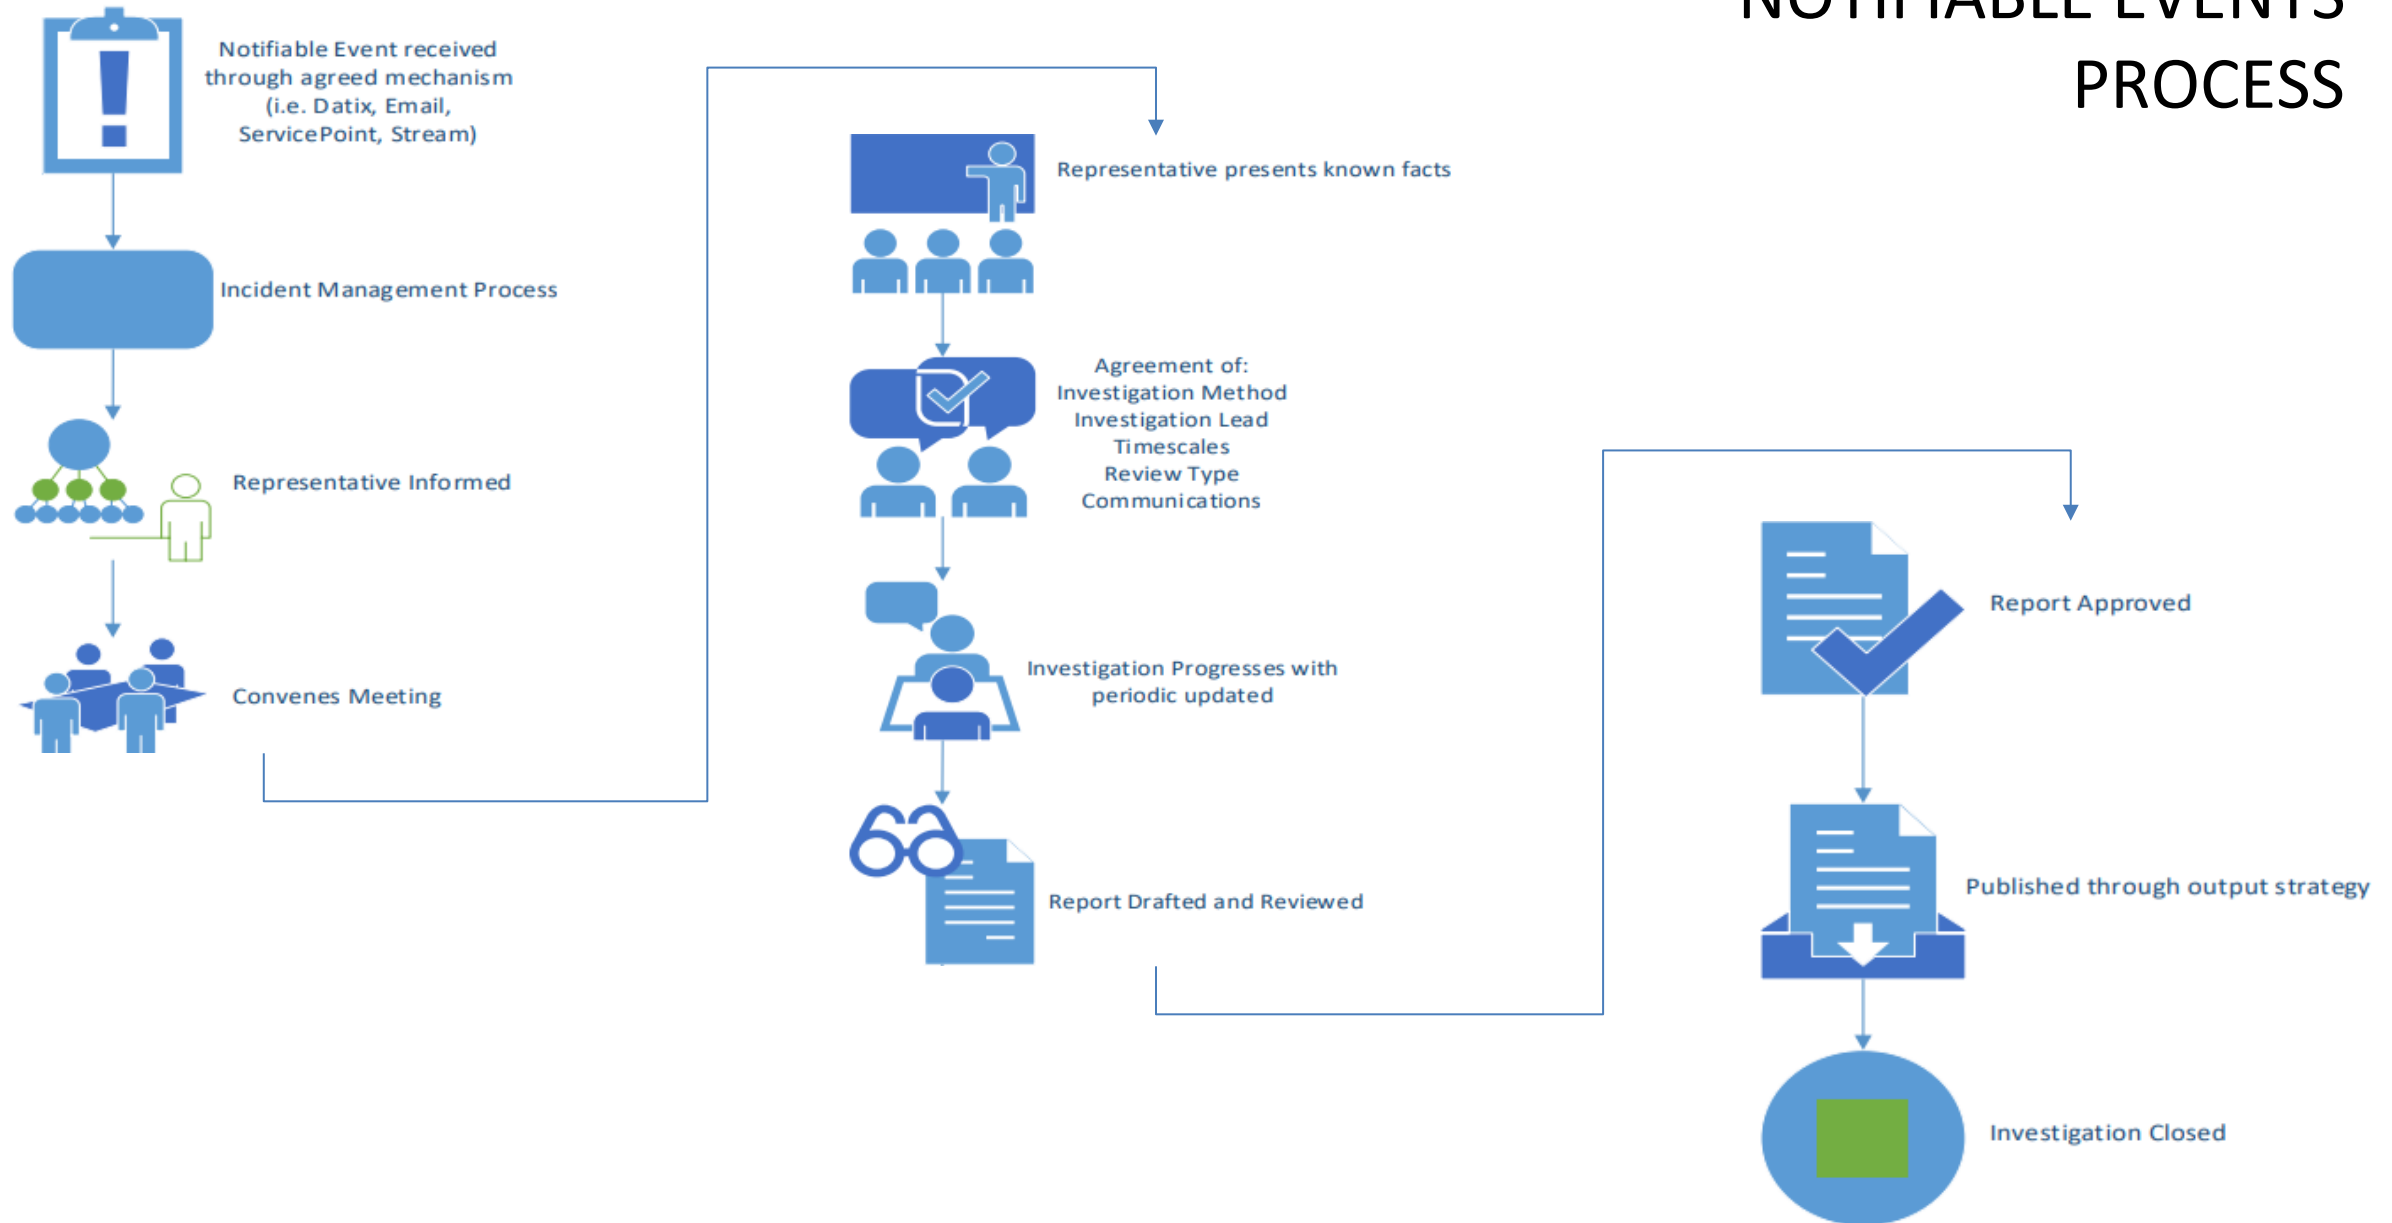 NOTIFIABLE EVENTS
PROCESS
Notifiable Event received
through agreed mechanism
(i.e. Datix, Email,
ServicePoint, Stream)
Incident Management Process
Representative Informed
Convenes Meeting
Representative presents known facts
Agreement of:
Investigation Method
Investigation Lead
Timescales
Review Type
Communications
Investigation Progresses with
periodic updated
Report Drafted and Reviewed
Report Approved
Published through output strategy
Investigation Closed